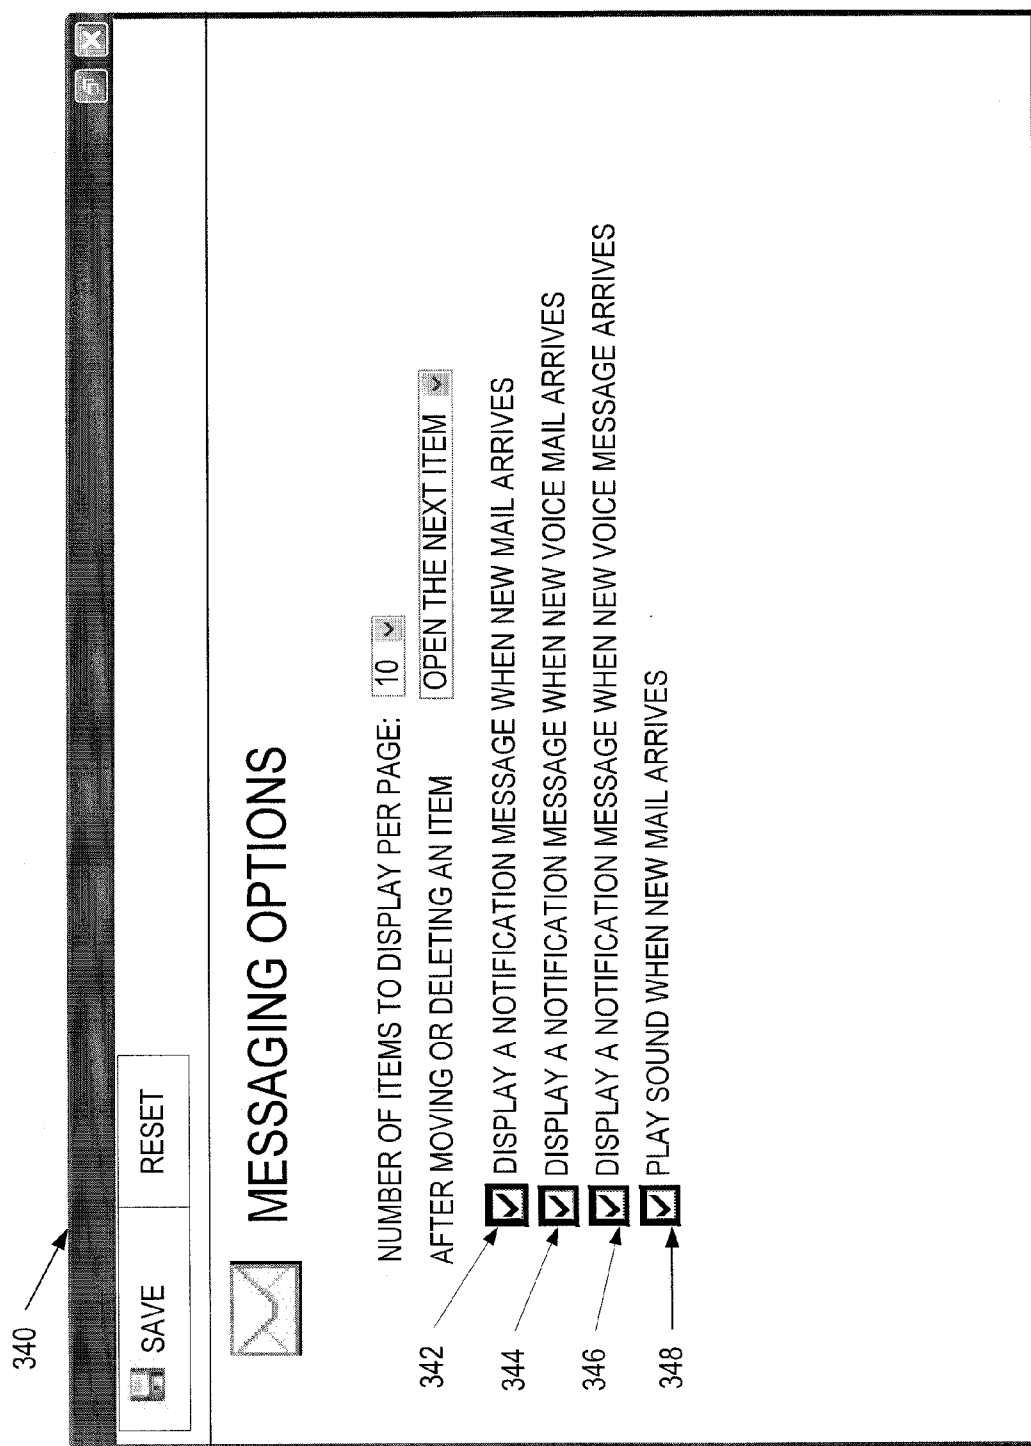 340
SAVE RESET
MESSAGING OPTIONS
NUMBER OF ITEMS TO DISPLAY PER PAGE: 10
AFTER MOVING OR DELETING AN ITEM OPEN THE NEXT ITEM
342 DISPLAY A NOTIFICATION MESSAGE WHEN NEW MAIL ARRIVES
344 DISPLAY A NOTIFICATION MESSAGE WHEN NEW VOICE MAIL ARRIVES
346 DISPLAY A NOTIFICATION MESSAGE WHEN NEW VOICE MESSAGE ARRIVES
348 PLAY SOUND WHEN NEW MAIL ARRIVES